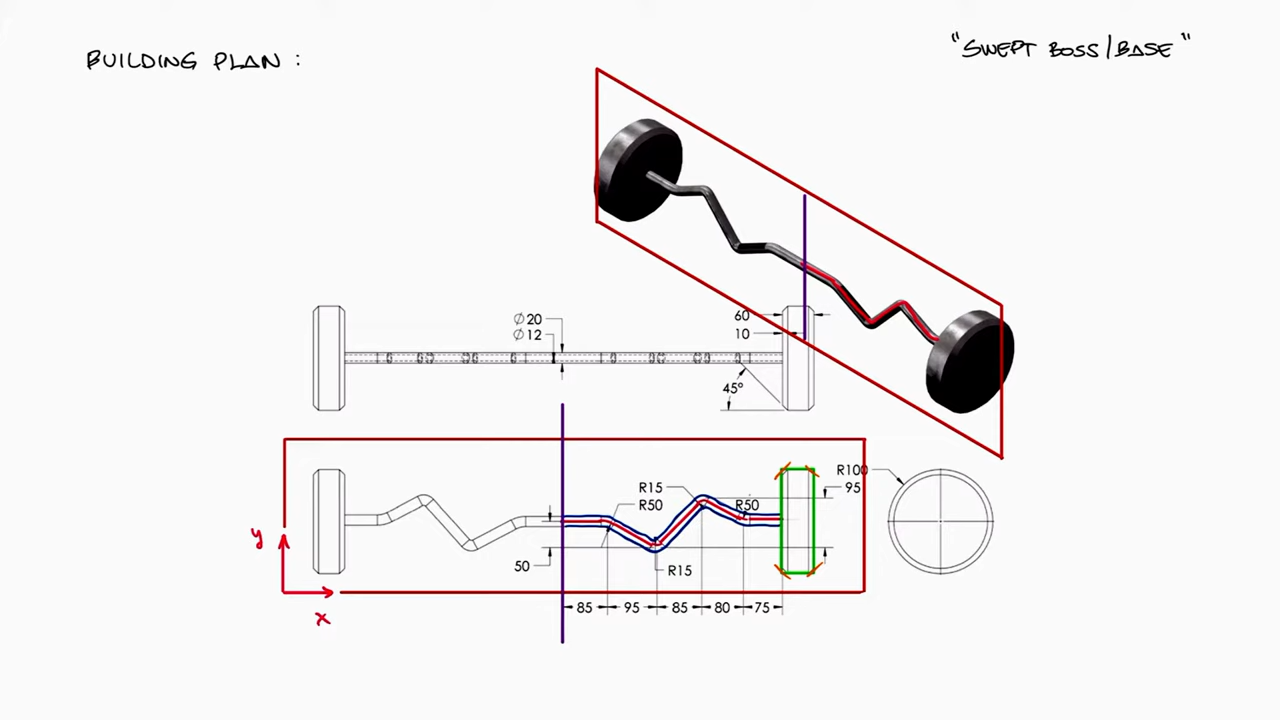 "SWEPT BOSS/BASE"
BUILDING PLAN :
Ø20
Ø12
60
10
45°
R100
95
R15
R50
R50
y
50
R15
x
85
95
85
80
75